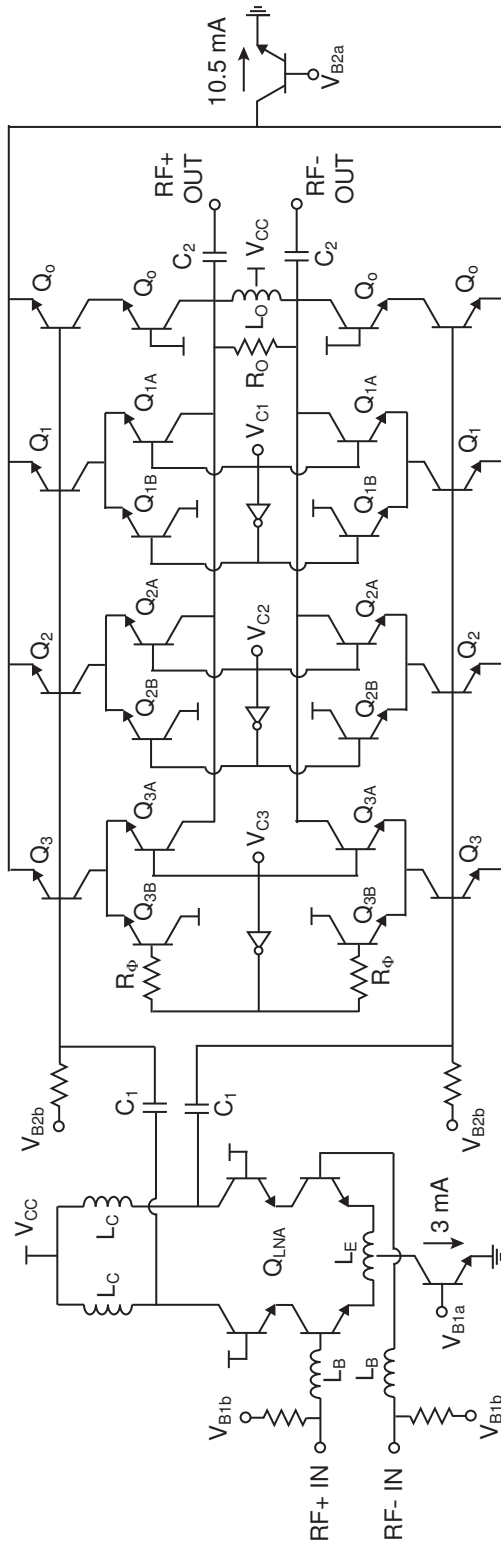 10.5 mA
V_B2a
RF+
OUT
RF-
OUT
C_2
V_CC
C_2
L_O
R_O
Q_o
Q_o
Q_o
Q_o
Q_1
Q_1A
Q_1B
V_C1
Q_1A
Q_1B
Q_1
Q_2
Q_2A
Q_2B
V_C2
Q_2A
Q_2B
Q_2
Q_3
Q_3A
Q_3B
V_C3
Q_3A
Q_3B
Q_3
R_Φ
R_Φ
V_B2b
V_B2b
C_1
C_1
V_CC
L_C
L_C
Q_LNA
L_E
3 mA
V_B1a
L_B
L_B
V_B1b
V_B1b
RF+ IN
RF- IN